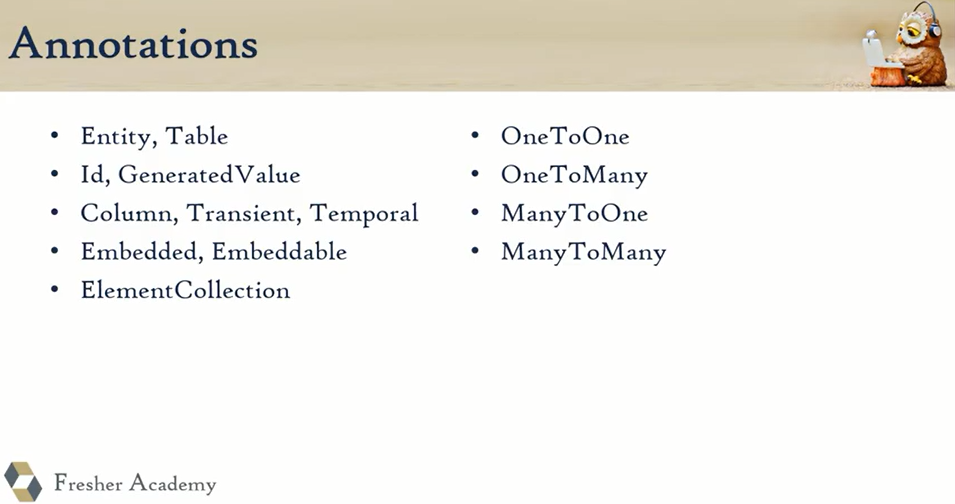 Annotations
• Entity, Table
• Id, GeneratedValue
• Column, Transient, Temporal
• Embedded, Embeddable
• ElementCollection
• OneToOne
• OneToMany
• ManyToOne
• ManyToMany
Fresher Academy